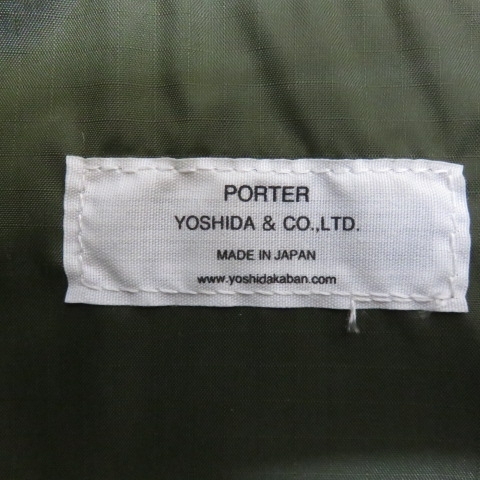 PORTER
YOSHIDA & CO.,LTD.
MADE IN JAPAN
www.yoshidakaban.com